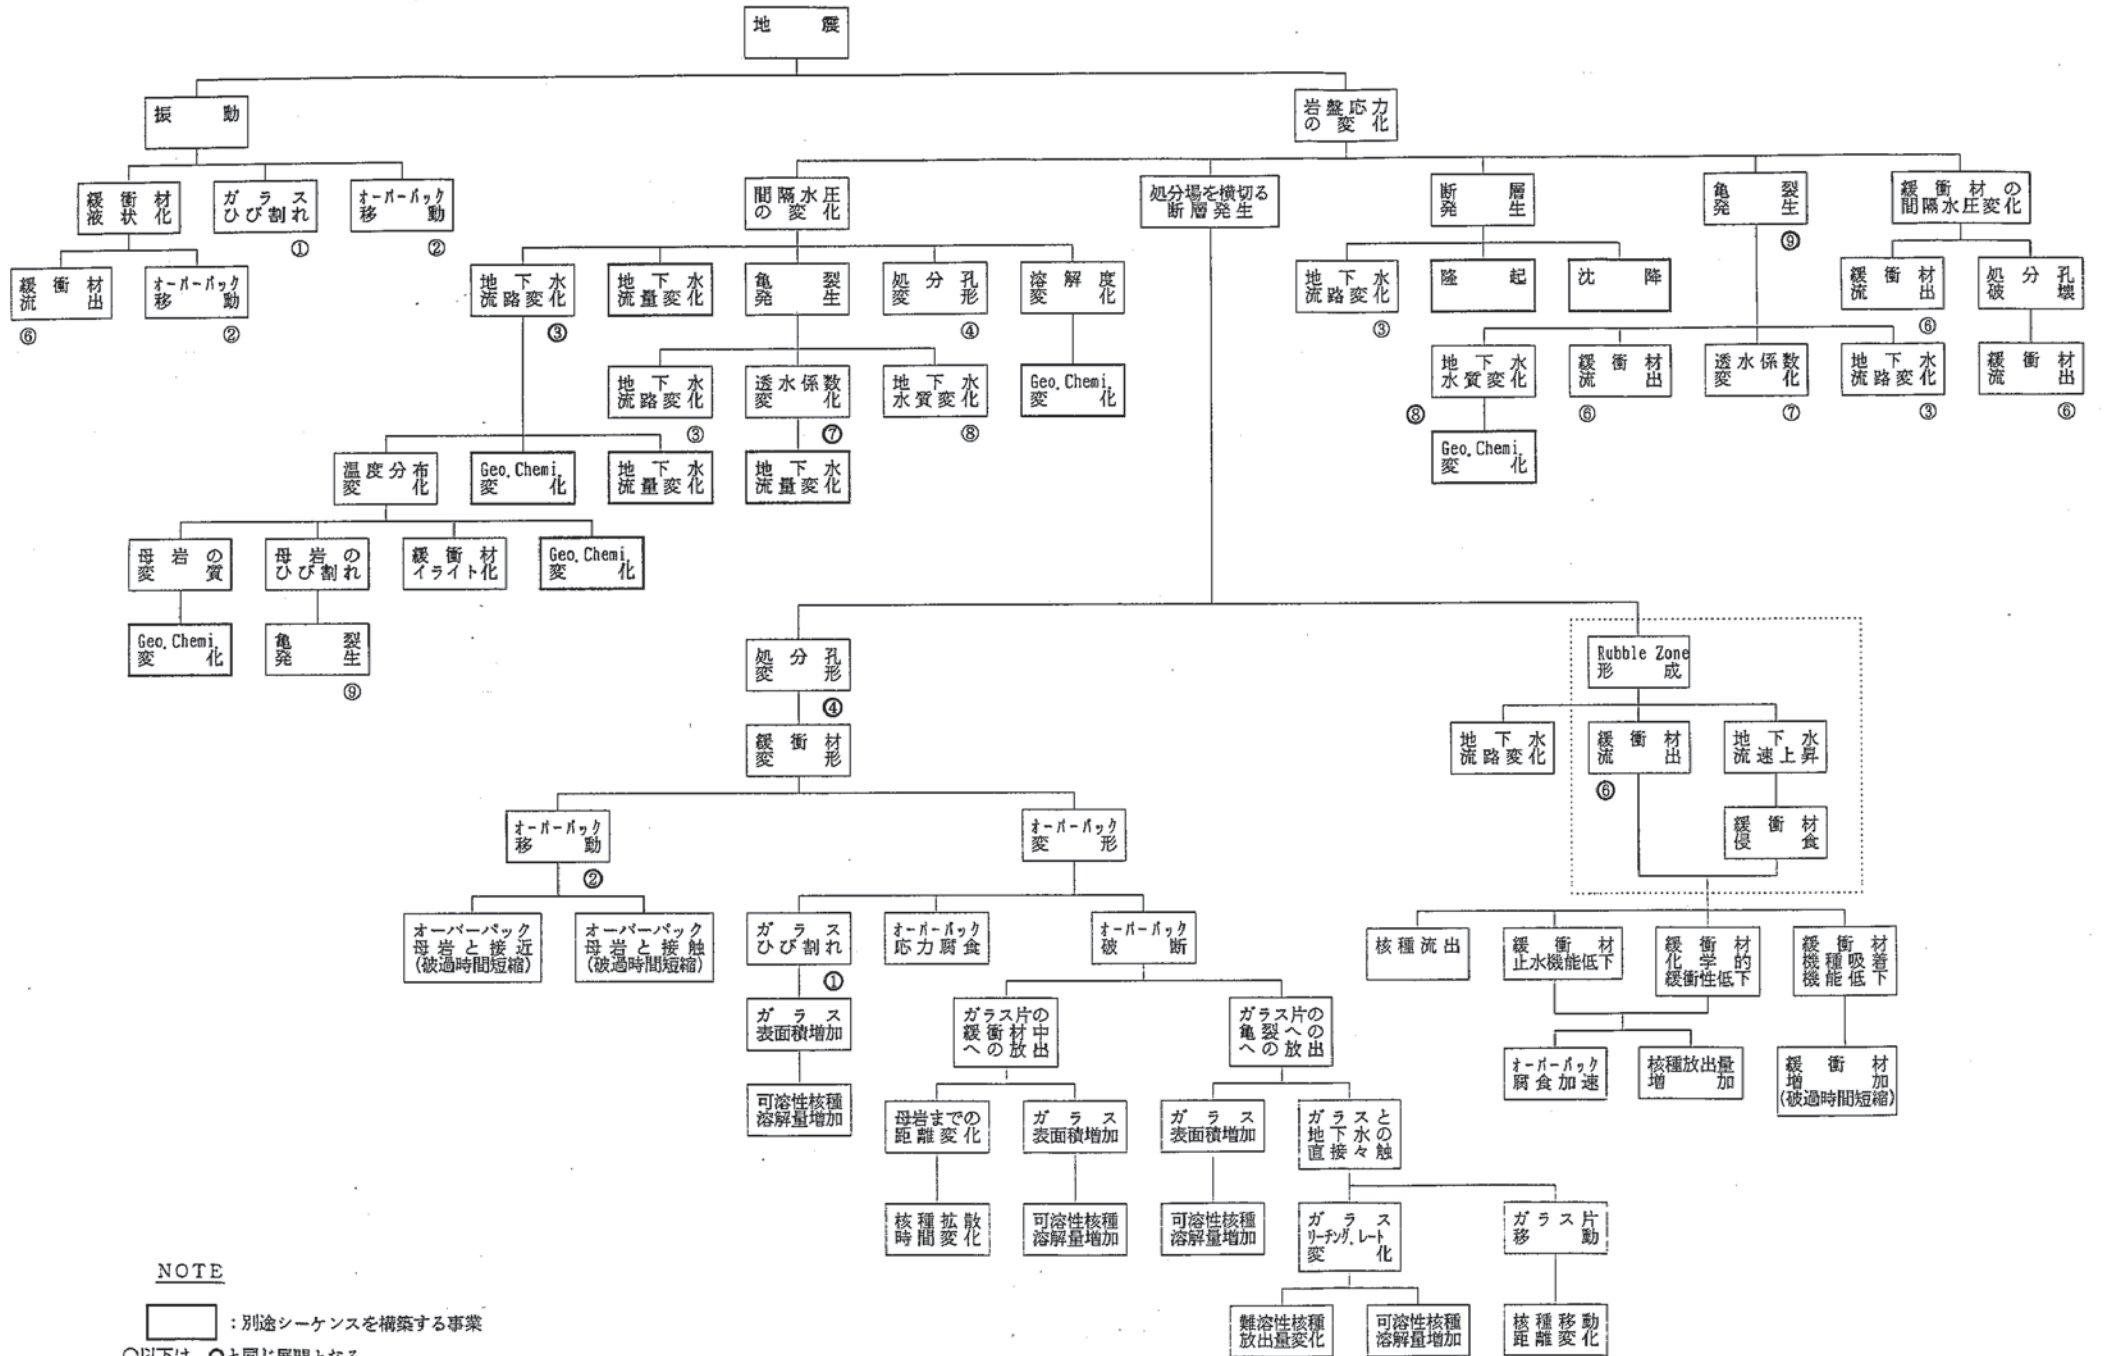 地震
振動
岩盤応力
の変化
緩衝材
液状化
ガラス
ひび割れ
①
オーバーパック
移動
②
間隔水圧
の変化
処分場を横切る
断層発生
断層
発生
亀裂
発生
⑨
緩衝材の
間隔水圧変化
緩衝材
流出
⑥
オーバーパック
移動
②
地下水
流路変化
③
地下水
流量変化
亀裂
発生
処分孔
変形
④
溶解度
変化
地下水
流路変化
③
隆起
沈降
緩衝材
流出
⑥
処分孔
破壊
地下水
流路変化
③
透水係数
変化
⑦
地下水
水質変化
⑧
Geo.Chemi.
変化
地下水
水質変化
⑧
緩衝材
流出
⑥
透水係数
変化
⑦
地下水
流路変化
③
緩衝材
流出
⑥
温度分布
変化
Geo.Chemi.
変化
地下水
流量変化
地下水
流量変化
Geo.Chemi.
変化
母岩の
変質
母岩の
ひび割れ
緩衝材
イライト化
Geo.Chemi.
変化
Geo.Chemi.
変化
亀裂
発生
⑨
処分孔
変形
④
Rubble Zone
形成
緩衝材
変形
地下水
流路変化
緩衝材
流出
⑥
地下水
流速上昇
オーバーパック
移動
②
オーバーパック
変形
緩衝材
侵食
オーバーパック
母岩と接近
(破過時間短縮)
オーバーパック
母岩と接触
(破過時間短縮)
ガラス
ひび割れ
①
オーバーパック
応力腐食
オーバーパック
破断
核種流出
緩衝材
止水機能低下
緩衝材
化学的
緩衝性低下
緩衝材
機種吸着
機能低下
ガラス
表面積増加
ガラス片の
緩衝材中
への放出
ガラス片の
亀裂への
への放出
オーバーパック
腐食加速
核種放出量
増加
緩衝材
増加
(破過時間短縮)
可溶性核種
溶解量増加
母岩までの
距離変化
ガラス
表面積増加
ガラス
表面積増加
ガラスと
地下水の
直接々触
核種拡散
時間変化
可溶性核種
溶解量増加
可溶性核種
溶解量増加
ガラス
リーチング.レート
変化
ガラス片
移動
難溶性核種
放出量変化
可溶性核種
溶解量増加
核種移動
距離変化
NOTE
：別途シーケンスを構築する事業
○以下は、○と同じ展開となる